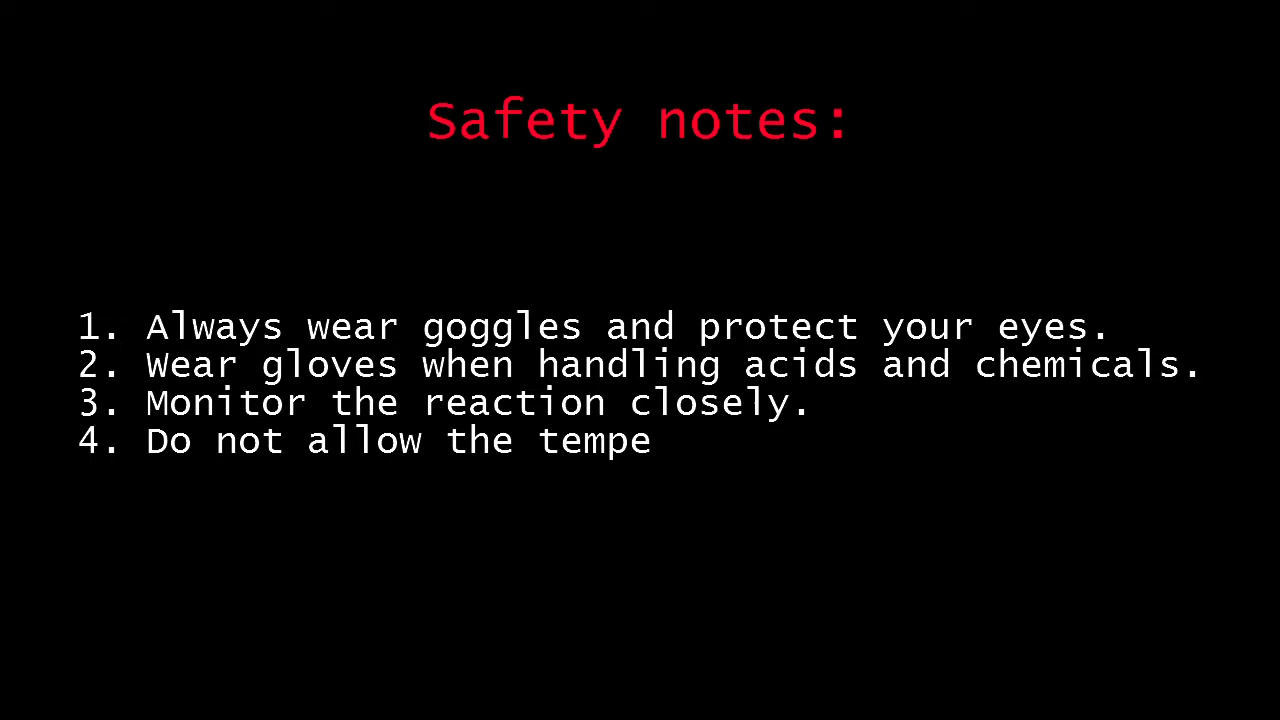 Safety notes:
1. Always wear goggles and protect your eyes.
2. Wear gloves when handling acids and chemicals.
3. Monitor the reaction closely.
4. Do not allow the tempe